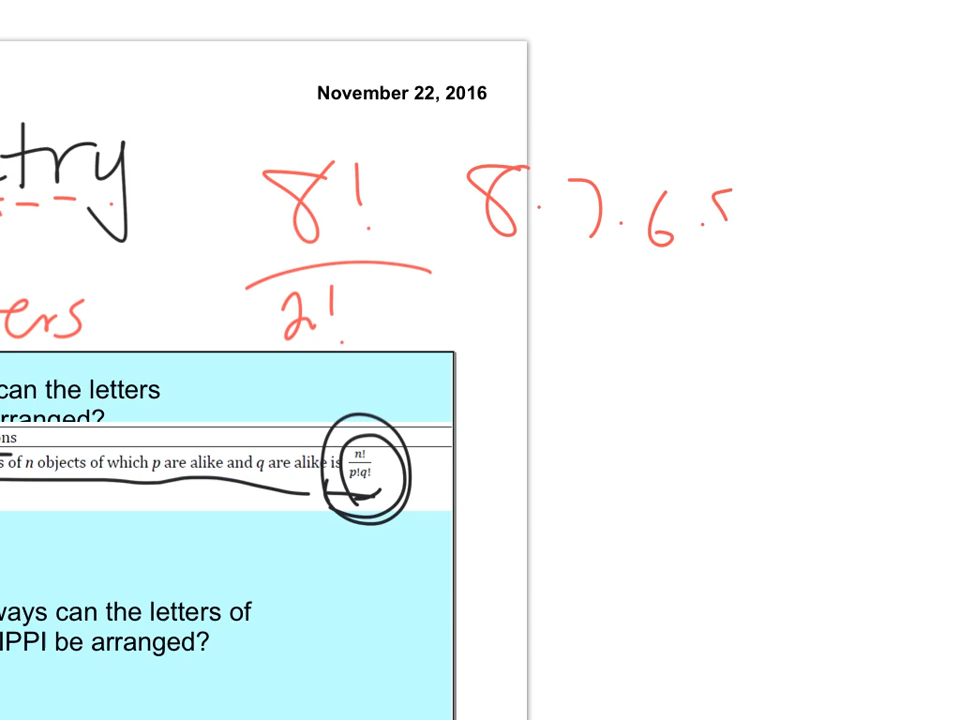 November 22, 2016
try 8! 8.7.6.5
2!
ers
can the letters
rranged?
ns
s of n objects of which p are alike and q are alike is n!
p!q!
ways can the letters of
IPPI be arranged?